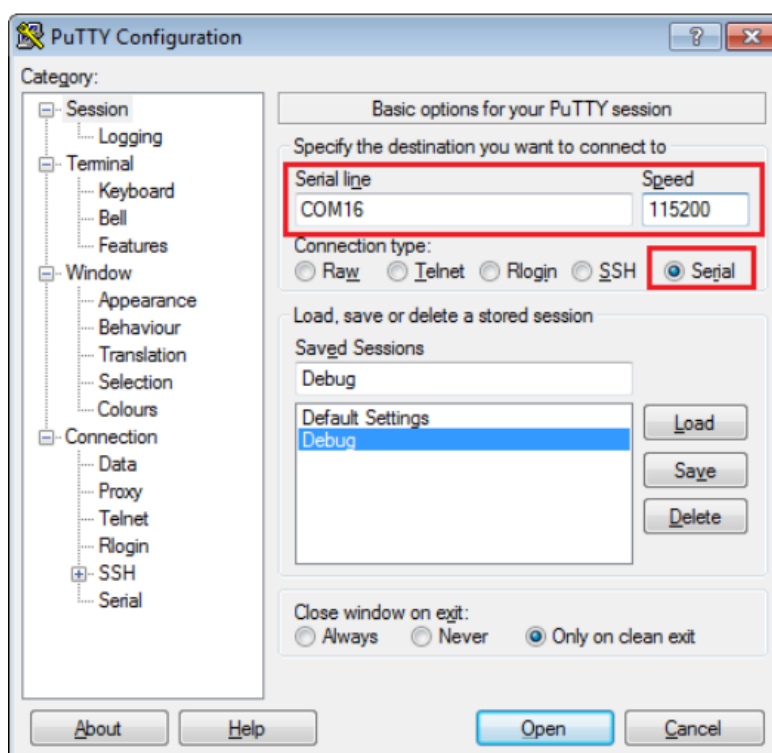 PuTTY Configuration
Category:
Session
Logging
Terminal
Keyboard
Bell
Features
Window
Appearance
Behaviour
Translation
Selection
Colours
Connection
Data
Proxy
Telnet
Rlogin
SSH
Serial
Basic options for your PuTTY session
Specify the destination you want to connect to
Serial line Speed
COM16 115200
Connection type:
Raw Telnet Rlogin SSH Serial
Load, save or delete a stored session
Saved Sessions
Debug
Default Settings
Debug
Load
Save
Delete
Close window on exit:
Always Never Only on clean exit
About Help Open Cancel